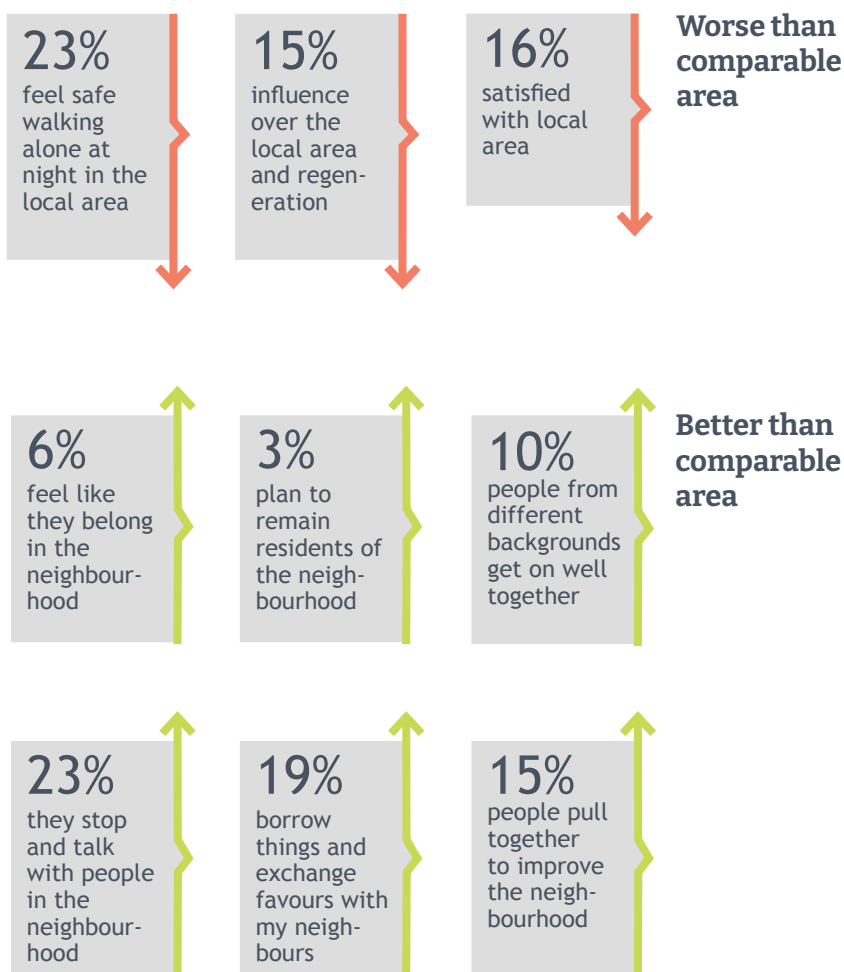 23%
feel safe
walking
alone at
night in the
local area
15%
influence
over the
local area
and regen-
eration
16%
satisfied
with local
area
Worse than
comparable
area
6%
feel like
they belong
in the
neighbour-
hood
3%
plan to
remain
residents of
the neigh-
bourhood
10%
people from
different
backgrounds
get on well
together
Better than
comparable
area
23%
they stop
and talk
with people
in the
neighbour-
hood
19%
borrow
things and
exchange
favours with
my neigh-
bours
15%
people pull
together
to improve
the neigh-
bourhood